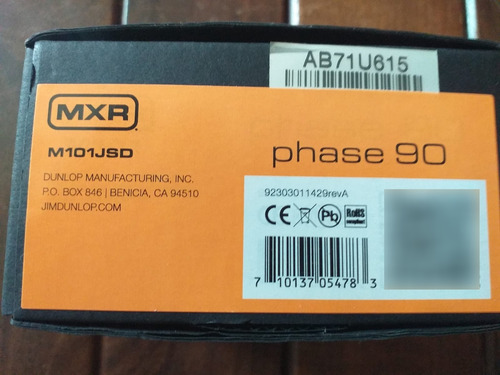 AB71U615
MXR
M101JSD
phase 90
DUNLOP MANUFACTURING, INC.
P.O. BOX 846 | BENICIA, CA 94510
JIMDUNLOP.COM
92303011429revA
CE Pb RoHS
compliant
7 10137 05478 3